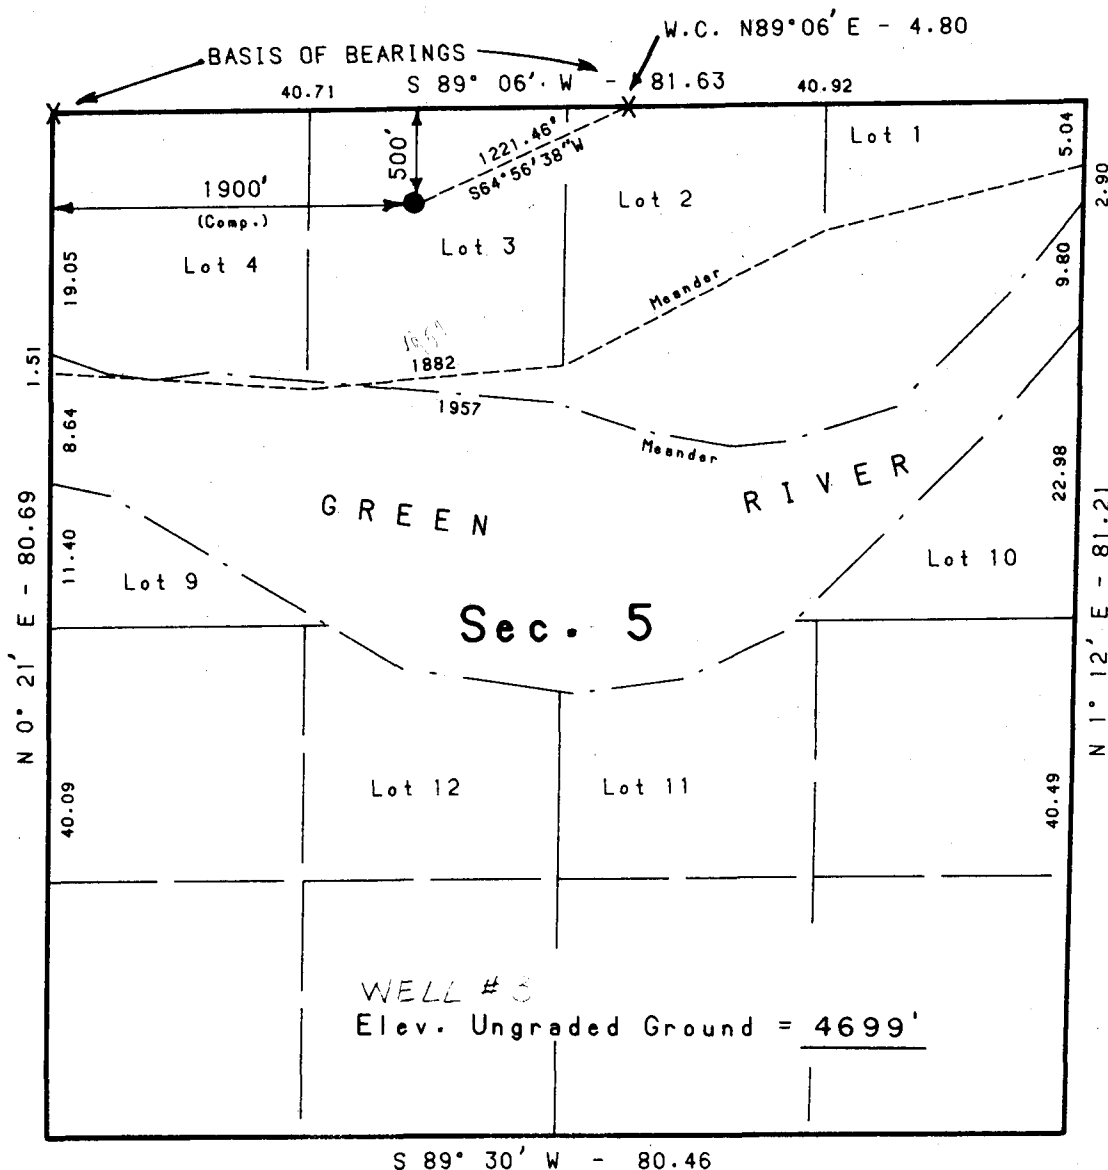 W.C. N89°06' E - 4.80
BASIS OF BEARINGS
S 89° 06' W - 81.63
40.71
40.92
Lot 1
5.04
2.90
500'
1221.46'
S64°56'38"W
1900'
(Comp.)
Lot 2
Lot 3
Lot 4
9.80
19.05
Meander
1.51
1882
1957
Meander
8.64
22.98
GREEN RIVER
N 0° 21' E - 80.69
N 1° 12' E - 81.21
11.40
Lot 9
Lot 10
Sec. 5
Lot 12
Lot 11
40.09
40.49
WELL # 3
Elev. Ungraded Ground = 4699'
S 89° 30' W - 80.46